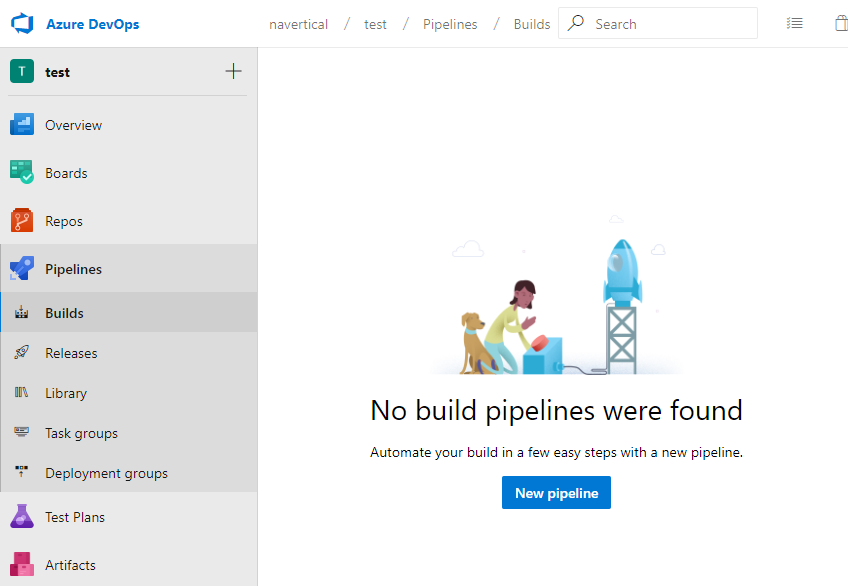 Azure DevOps
navertical / test / Pipelines / Builds
Search
T test
Overview
Boards
Repos
Pipelines
Builds
Releases
Library
Task groups
Deployment groups
Test Plans
Artifacts
No build pipelines were found
Automate your build in a few easy steps with a new pipeline.
New pipeline